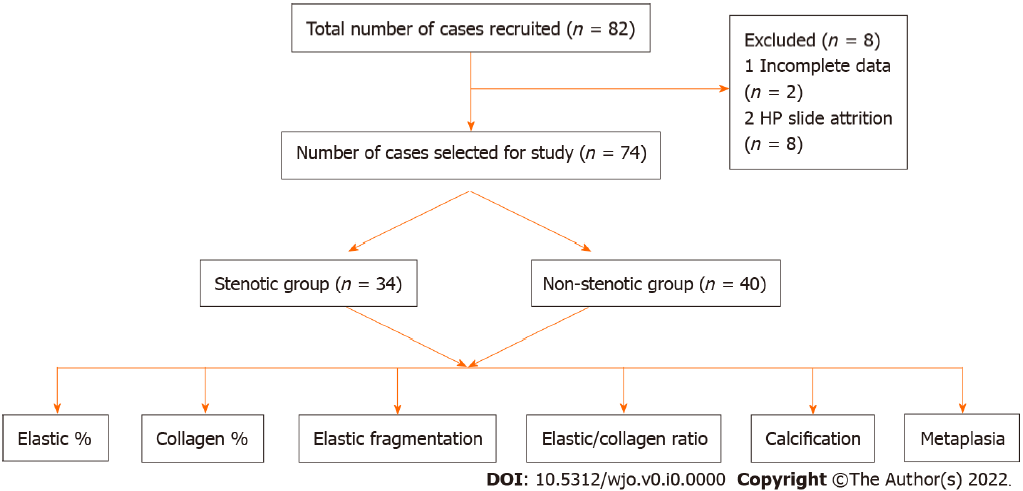 Total number of cases recruited (n = 82)
Excluded (n = 8)
1 Incomplete data
(n = 2)
2 HP slide attrition
(n = 8)
Number of cases selected for study (n = 74)
Stenotic group (n = 34)
Non-stenotic group (n = 40)
Elastic %
Collagen %
Elastic fragmentation
Elastic/collagen ratio
Calcification
Metaplasia
DOI: 10.5312/wjo.v0.i0.0000 Copyright ©The Author(s) 2022.